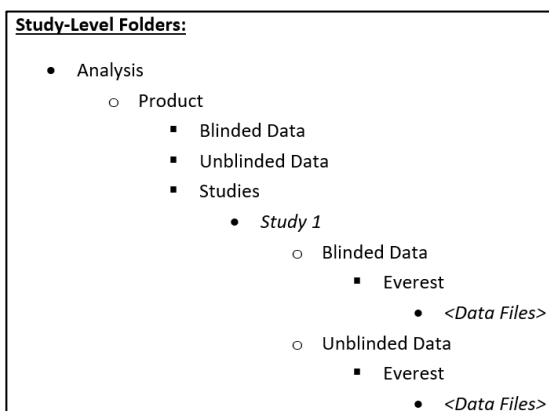 Study-Level Folders:
• Analysis
o Product
▪ Blinded Data
▪ Unblinded Data
▪ Studies
• Study 1
o Blinded Data
▪ Everest
• <Data Files>
o Unblinded Data
▪ Everest
• <Data Files>